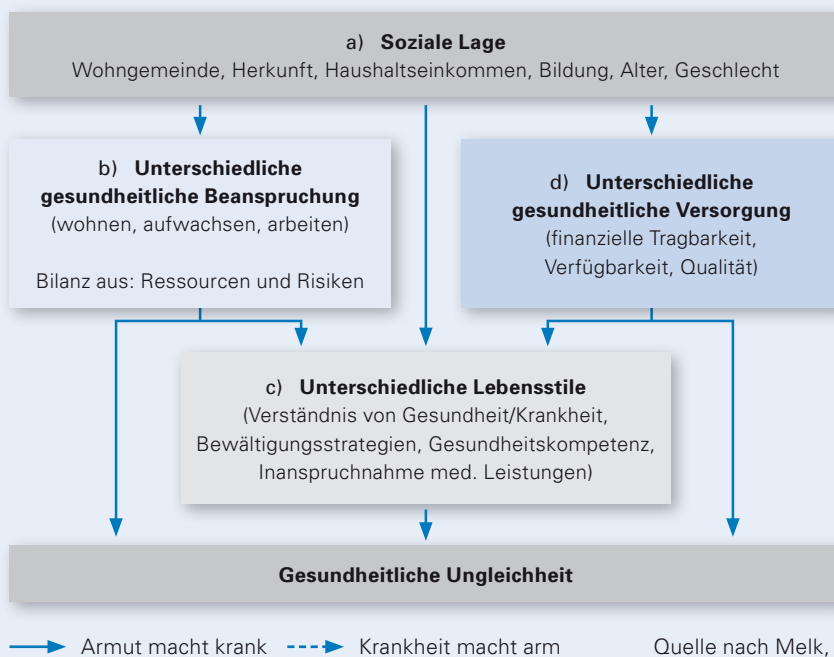 a) Soziale Lage
Wohngemeinde, Herkunft, Haushaltseinkommen, Bildung, Alter, Geschlecht
b) Unterschiedliche
gesundheitliche Beanspruchung
(wohnen, aufwachsen, arbeiten)
Bilanz aus: Ressourcen und Risiken
d) Unterschiedliche
gesundheitliche Versorgung
(finanzielle Tragbarkeit,
Verfügbarkeit, Qualität)
c) Unterschiedliche Lebensstile
(Verständnis von Gesundheit/Krankheit,
Bewältigungsstrategien, Gesundheitskompetenz,
Inanspruchnahme med. Leistungen)
Gesundheitliche Ungleichheit
Armut macht krank Krankheit macht arm Quelle nach Melk,